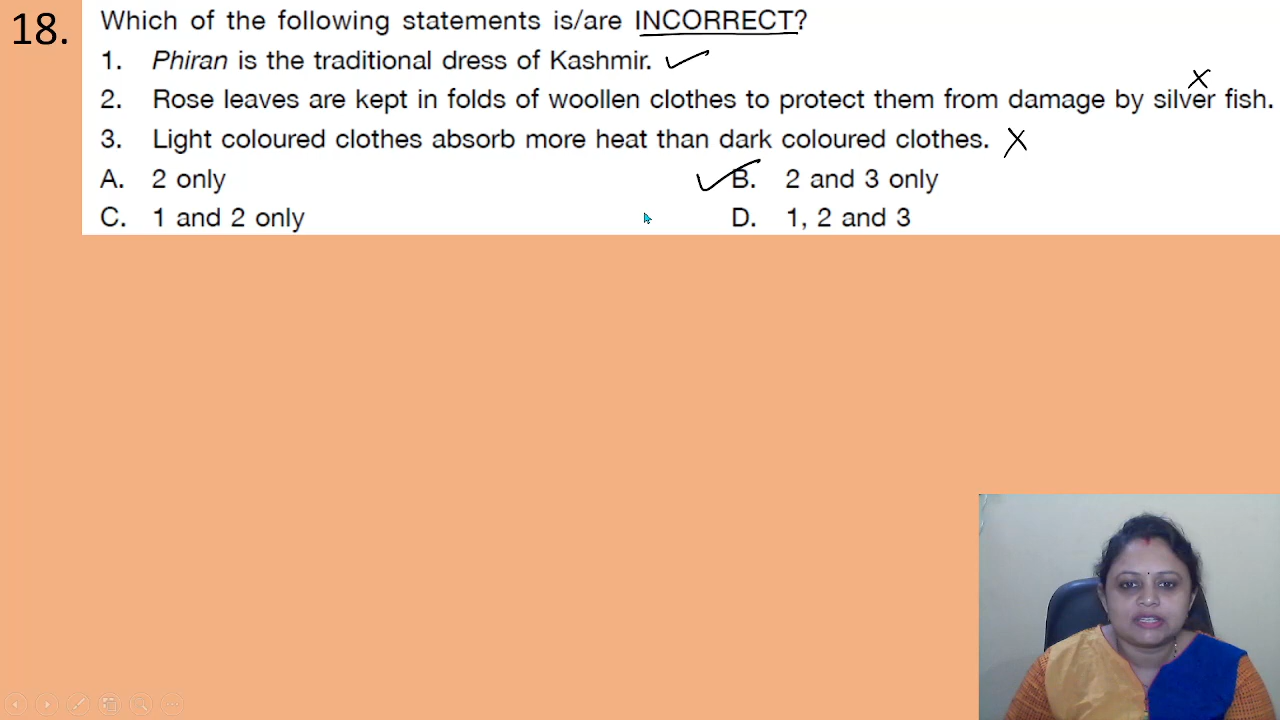 18.
Which of the following statements is/are INCORRECT?
1. Phiran is the traditional dress of Kashmir.
2. Rose leaves are kept in folds of woollen clothes to protect them from damage by silver fish.
3. Light coloured clothes absorb more heat than dark coloured clothes.
A. 2 only B. 2 and 3 only
C. 1 and 2 only D. 1, 2 and 3